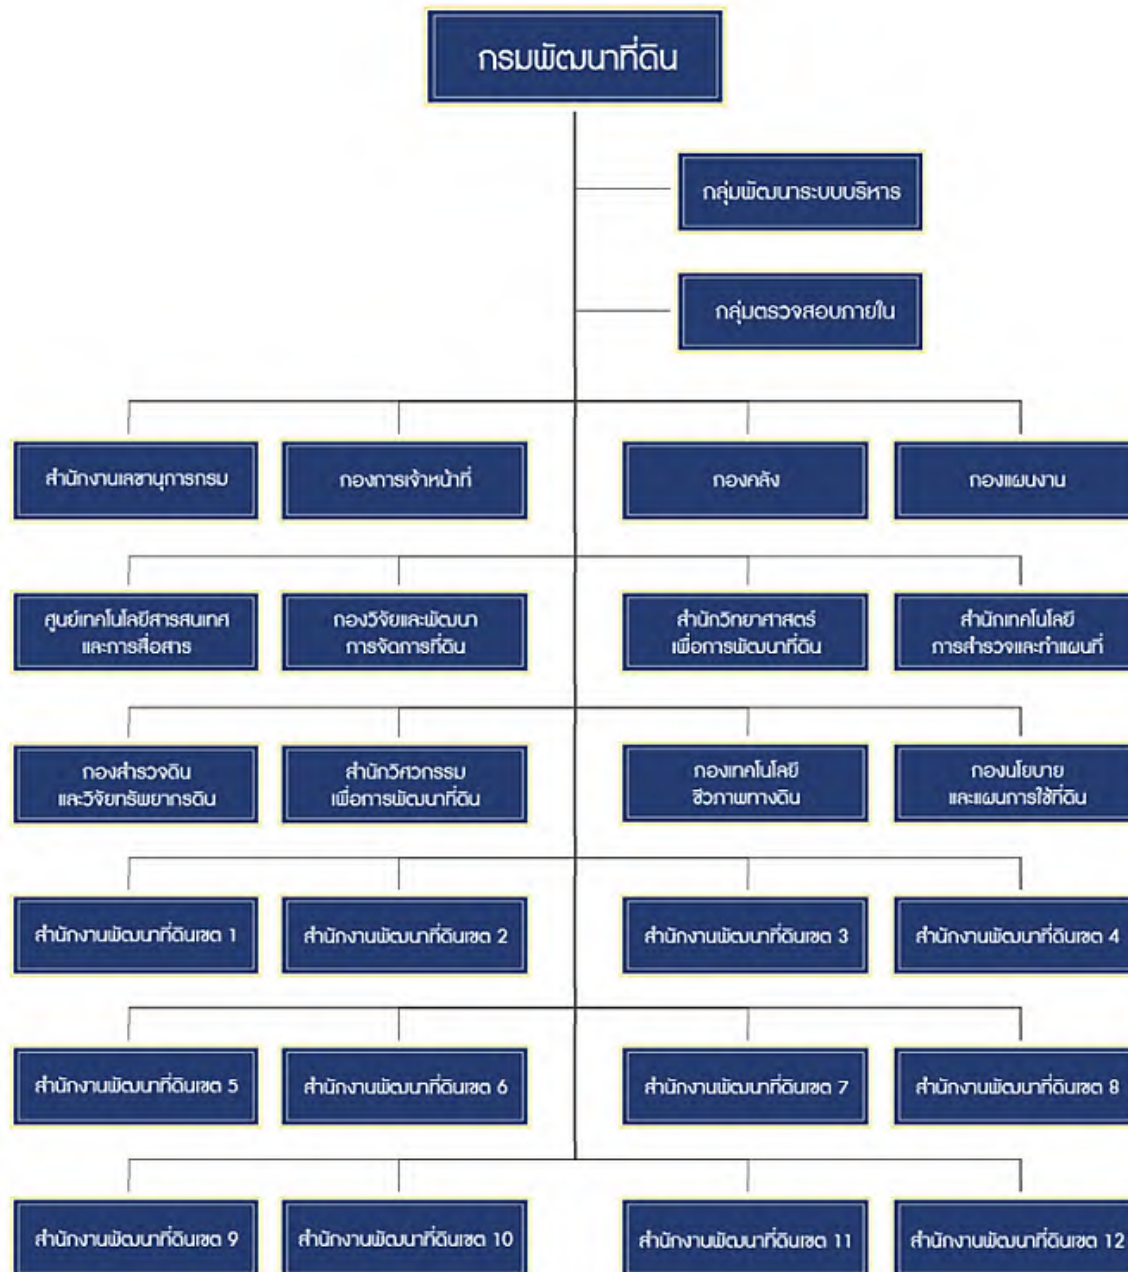 กรมพัฒนาที่ดิน
กลุ่มพัฒนาระบบบริหาร
กลุ่มตรวจสอบภายใน
สำนักงานเลขานุการกรม
กองการเจ้าหน้าที่
กองคลัง
กองแผนงาน
ศูนย์เทคโนโลยีสารสนเทศ
และการสื่อสาร
กองวิจัยและพัฒนา
การจัดการที่ดิน
สำนักวิทยาศาสตร์
เพื่อการพัฒนาที่ดิน
สำนักเทคโนโลยี
การสำรวจและทำแผนที่
กองสำรวจดิน
และวิจัยทรัพยากรดิน
สำนักวิศวกรรม
เพื่อการพัฒนาที่ดิน
กองเทคโนโลยี
ชีวภาพทางดิน
กองนโยบาย
และแผนการใช้ที่ดิน
สำนักงานพัฒนาที่ดินเขต 1
สำนักงานพัฒนาที่ดินเขต 2
สำนักงานพัฒนาที่ดินเขต 3
สำนักงานพัฒนาที่ดินเขต 4
สำนักงานพัฒนาที่ดินเขต 5
สำนักงานพัฒนาที่ดินเขต 6
สำนักงานพัฒนาที่ดินเขต 7
สำนักงานพัฒนาที่ดินเขต 8
สำนักงานพัฒนาที่ดินเขต 9
สำนักงานพัฒนาที่ดินเขต 10
สำนักงานพัฒนาที่ดินเขต 11
สำนักงานพัฒนาที่ดินเขต 12